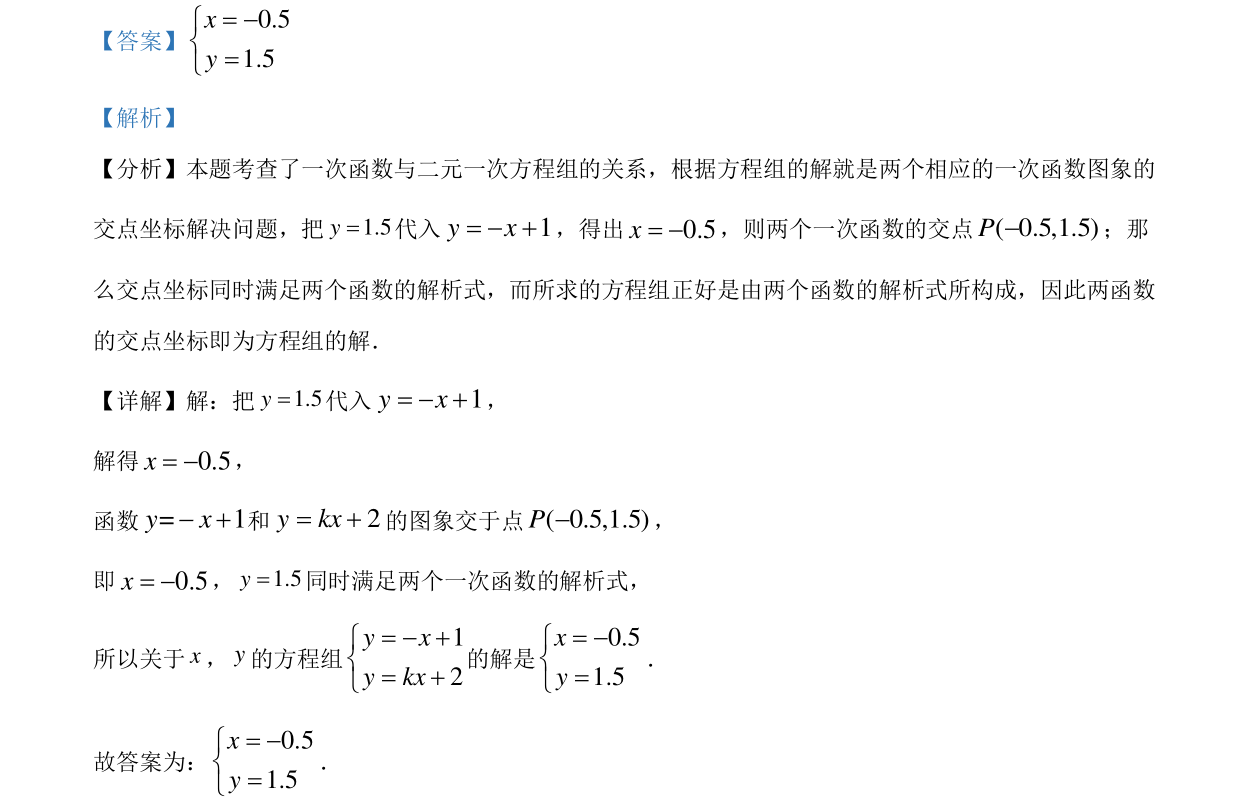 【答案】{x = −0.5
y = 1.5
【解析】
【分析】本题考查了一次函数与二元一次方程组的关系，根据方程组的解就是两个相应的一次函数图象的
交点坐标解决问题，把 y = 1.5 代入 y = −x + 1，得出 x = −0.5，则两个一次函数的交点 P(−0.5,1.5)；那
么交点坐标同时满足两个函数的解析式，而所求的方程组正好是由两个函数的解析式所构成，因此两函数
的交点坐标即为方程组的解．
【详解】解：把 y = 1.5 代入 y = −x + 1，
解得 x = −0.5，
函数 y= − x + 1 和 y = kx + 2 的图象交于点 P(−0.5,1.5)，
即 x = −0.5， y = 1.5 同时满足两个一次函数的解析式，
所以关于 x， y 的方程组 {y = −x + 1
y = kx + 2 的解是 {x = −0.5
y = 1.5 ．
故答案为：{x = −0.5
y = 1.5 ．